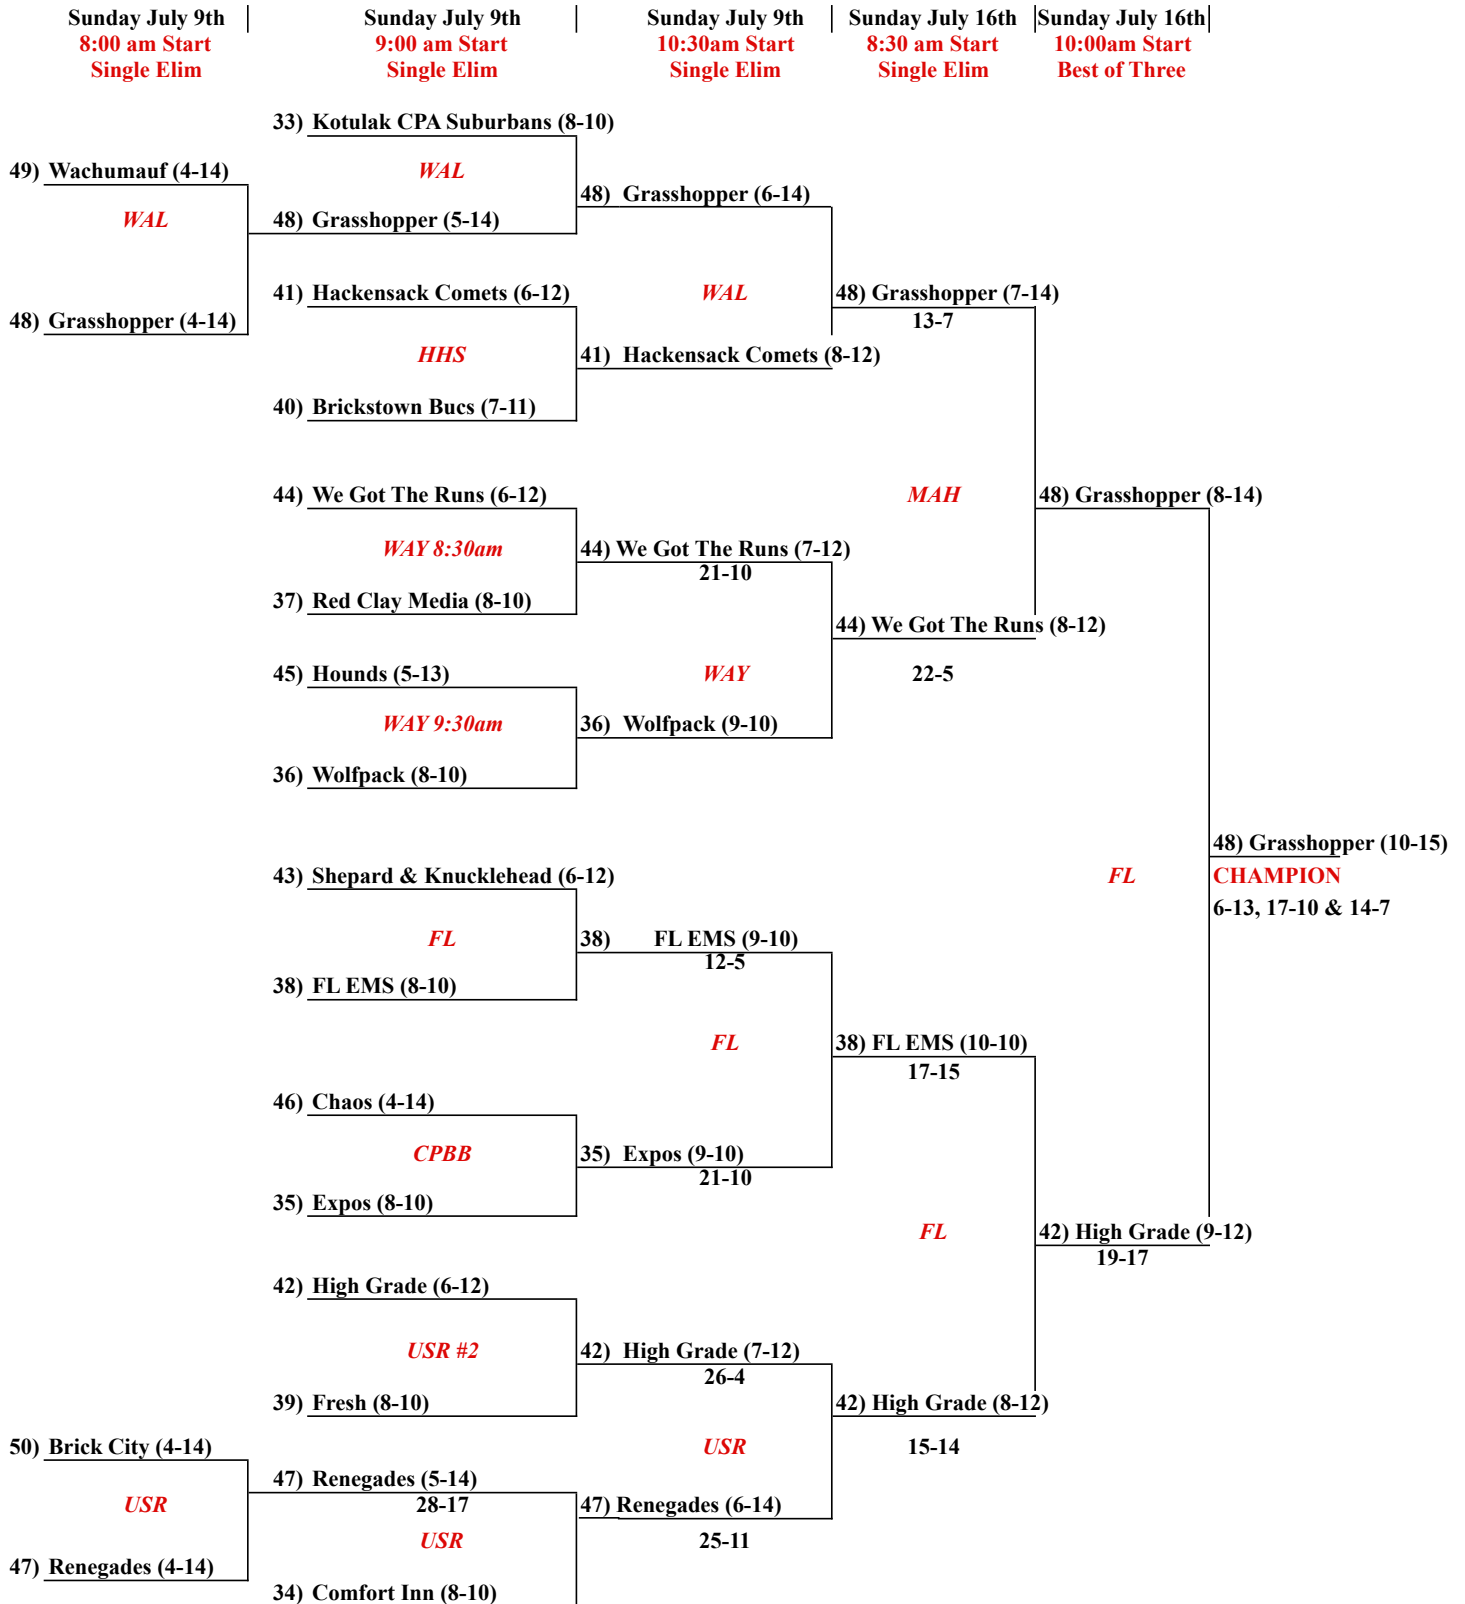 Sunday July 9th
8:00 am Start
Single Elim
Sunday July 9th
9:00 am Start
Single Elim
Sunday July 9th
10:30am Start
Single Elim
Sunday July 16th
8:30 am Start
Single Elim
Sunday July 16th
10:00am Start
Best of Three
33) Kotulak CPA Suburbans (8-10)
49) Wachumauf (4-14)
WAL
48) Grasshopper (6-14)
WAL
48) Grasshopper (5-14)
41) Hackensack Comets (6-12)
WAL
48) Grasshopper (7-14)
13-7
48) Grasshopper (4-14)
HHS
41) Hackensack Comets (8-12)
40) Brickstown Bucs (7-11)
44) We Got The Runs (6-12)
MAH
48) Grasshopper (8-14)
WAY 8:30am
44) We Got The Runs (7-12)
21-10
37) Red Clay Media (8-10)
44) We Got The Runs (8-12)
45) Hounds (5-13)
WAY
22-5
WAY 9:30am
36) Wolfpack (9-10)
36) Wolfpack (8-10)
48) Grasshopper (10-15)
43) Shepard & Knucklehead (6-12)
FL
CHAMPION
6-13, 17-10 & 14-7
FL
38) FL EMS (9-10)
12-5
38) FL EMS (8-10)
FL
38) FL EMS (10-10)
17-15
46) Chaos (4-14)
CPBB
35) Expos (9-10)
21-10
35) Expos (8-10)
FL
42) High Grade (9-12)
19-17
42) High Grade (6-12)
USR #2
42) High Grade (7-12)
26-4
39) Fresh (8-10)
42) High Grade (8-12)
50) Brick City (4-14)
USR
15-14
47) Renegades (5-14)
28-17
USR
47) Renegades (6-14)
USR
25-11
47) Renegades (4-14)
34) Comfort Inn (8-10)